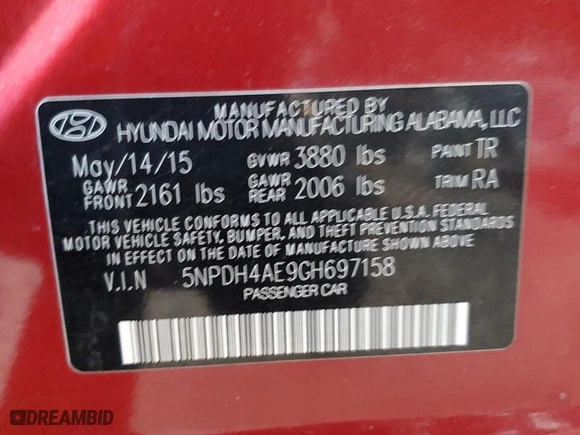 MANUFACTURED BY
HYUNDAI MOTOR MANUFACTURING ALABAMA, LLC
May/14/15 GVWR 3880 lbs PAINT TR
GAWR FRONT 2161 lbs GAWR REAR 2006 lbs TRIM RA
THIS VEHICLE CONFORMS TO ALL APPLICABLE U.S.A. FEDERAL
MOTOR VEHICLE SAFETY, BUMPER, AND THEFT PREVENTION STANDARDS
IN EFFECT ON THE DATE OF MANUFACTURE SHOWN ABOVE.
V.I.N 5NPDH4AE9GH697158
PASSENGER CAR
DREAMBID